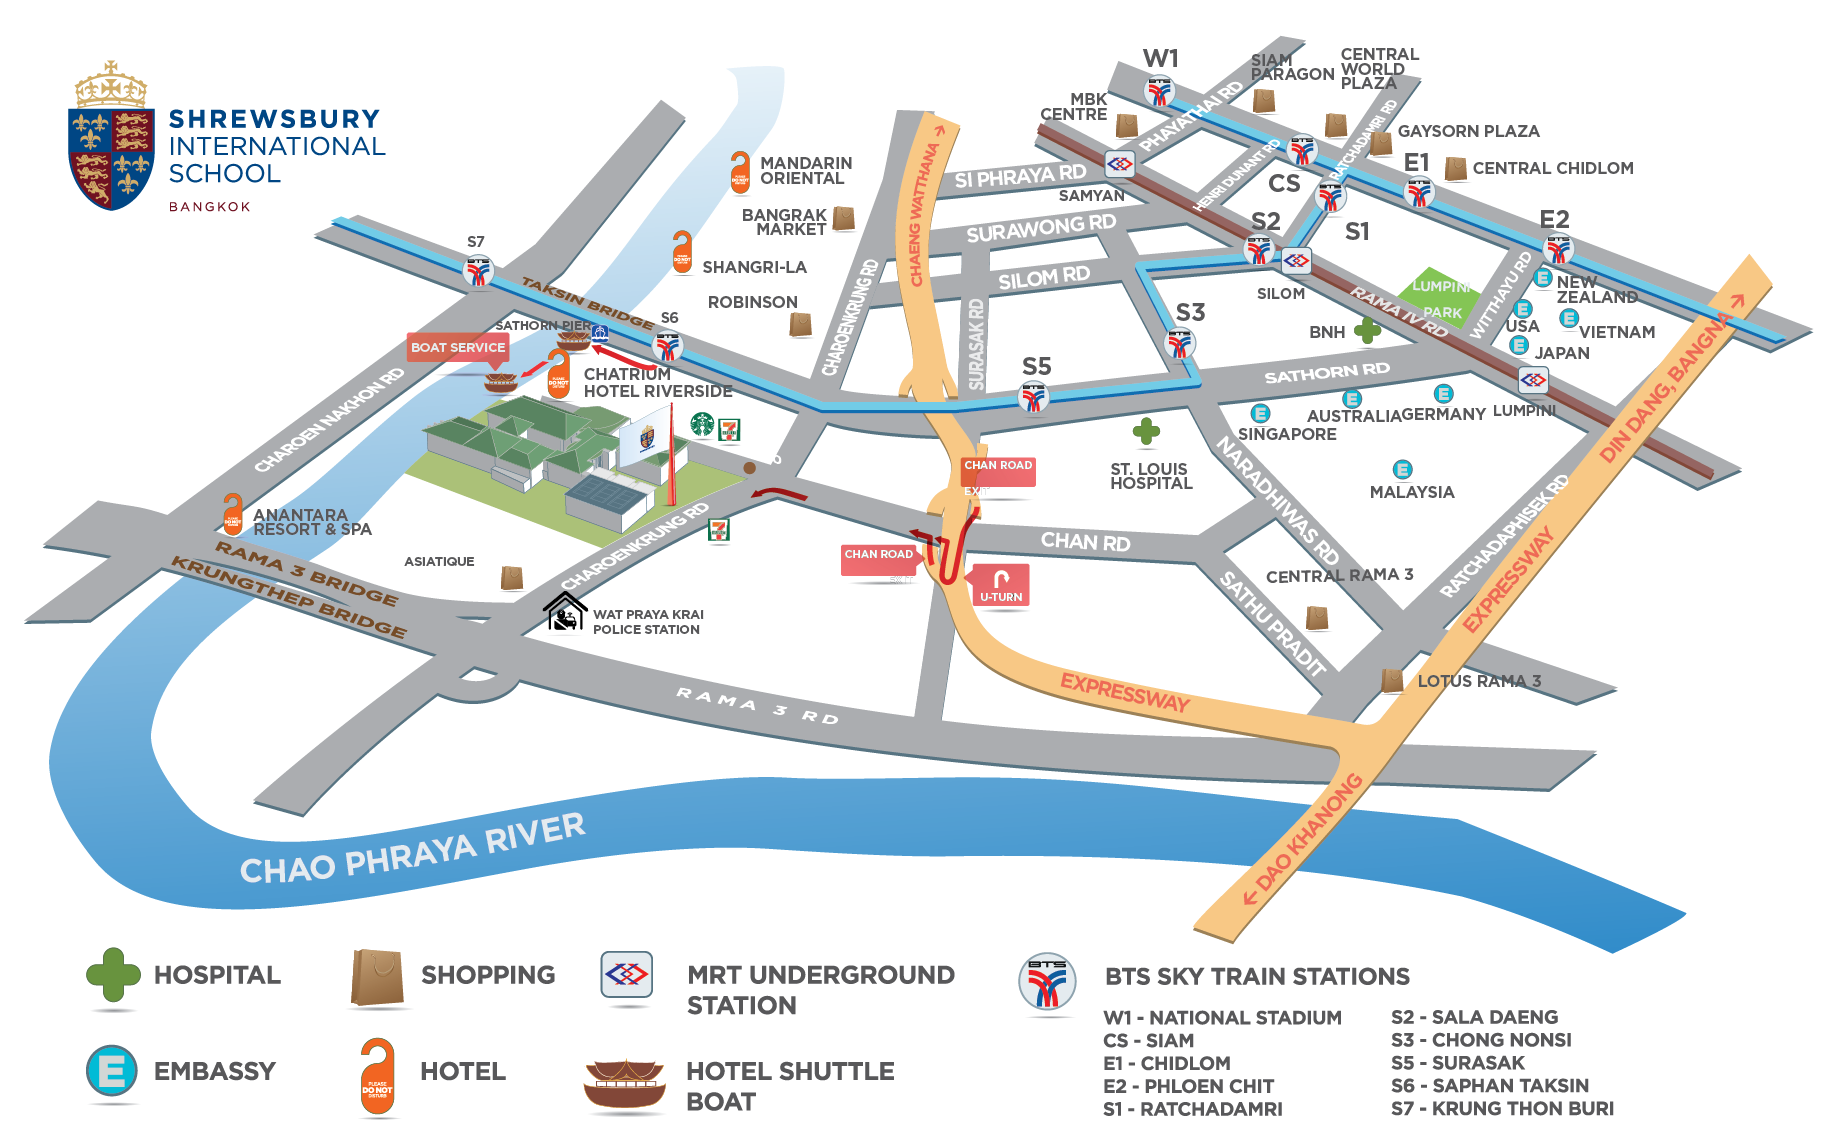 SHREWSBURY
INTERNATIONAL
SCHOOL
BANGKOK
W1
SIAM
PARAGON
CENTRAL
WORLD
PLAZA
MBK
CENTRE
PHAYATHAI RD
RATCHADAMRI RD
GAYSORN PLAZA
E1
CENTRAL CHIDLOM
HENRI DUNANT RD
CS
SI PHRAYA RD
SAMYAN
CHAENG WATTHANA
MANDARIN
ORIENTAL
BANGRAK
MARKET
SHANGRI-LA
ROBINSON
SURAWONG RD
SILOM RD
S2
S1
E2
SILOM
S7
TAKSIN BRIDGE
SATHORN PIER
S6
BOAT SERVICE
CHATRIUM
HOTEL RIVERSIDE
CHAROENKRUNG RD
SURASAK RD
S3
S5
RAMA IV RD
LUMPINI
PARK
WITTHAYU RD
NEW
ZEALAND
USA
VIETNAM
JAPAN
BNH
SATHORN RD
AUSTRALIA
GERMANY
LUMPINI
SINGAPORE
MALAYSIA
DIN DANG, BANGNA
CHAROEN NAKHON RD
ST. LOUIS
HOSPITAL
NARADHIWAS RD
CHAN ROAD
EXIT
CHAN ROAD
EXIT
U-TURN
CHAN RD
ANANTARA
RESORT & SPA
RAMA 3 BRIDGE
KRUNGTHEP BRIDGE
ASIATIQUE
CHAROENKRUNG RD
WAT PRAYA KRAI
POLICE STATION
CENTRAL RAMA 3
SATHU PRADIT
RATCHADAPHISEK RD
EXPRESSWAY
LOTUS RAMA 3
EXPRESSWAY
RAMA 3 RD
DAO KHANONG
CHAO PHRAYA RIVER
HOSPITAL
SHOPPING
MRT UNDERGROUND
STATION
EMBASSY
HOTEL
PLEASE
DO NOT
DISTURB
HOTEL SHUTTLE
BOAT
BTS
BTS SKY TRAIN STATIONS
W1 - NATIONAL STADIUM
CS - SIAM
E1 - CHIDLOM
E2 - PHLOEN CHIT
S1 - RATCHADAMRI
S2 - SALA DAENG
S3 - CHONG NONSI
S5 - SURASAK
S6 - SAPHAN TAKSIN
S7 - KRUNG THON BURI